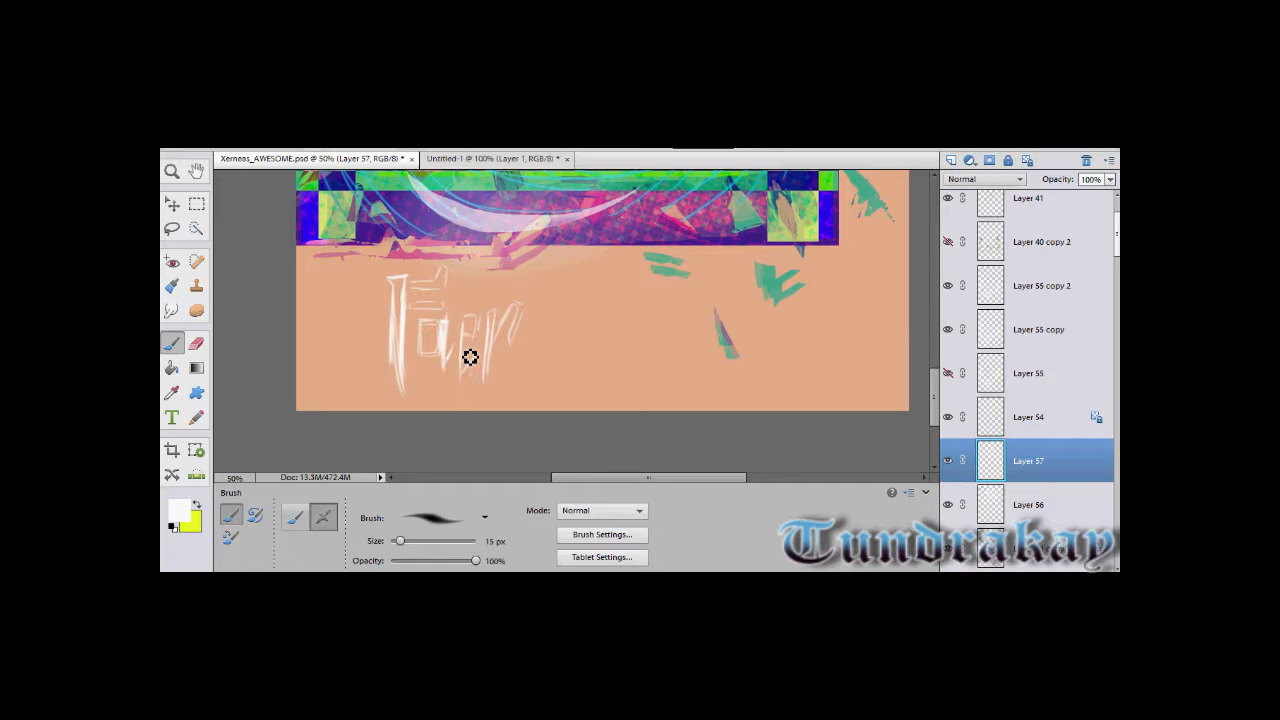 Xerneas_AWESOME.psd @ 50% (Layer 57, RGB/8) *
Untitled-1 @ 100% (Layer 1, RGB/8) *
Normal
Opacity: 100%
Layer 41
Layer 40 copy 2
Layer 55 copy 2
Layer 55 copy
Layer 55
Layer 54
Layer 57
Layer 56
50%
Doc: 13.3M/472.4M
Brush
Brush:
Mode: Normal
Size: 15 px
Brush Settings...
Opacity: 100%
Tablet Settings...
Tundrakay